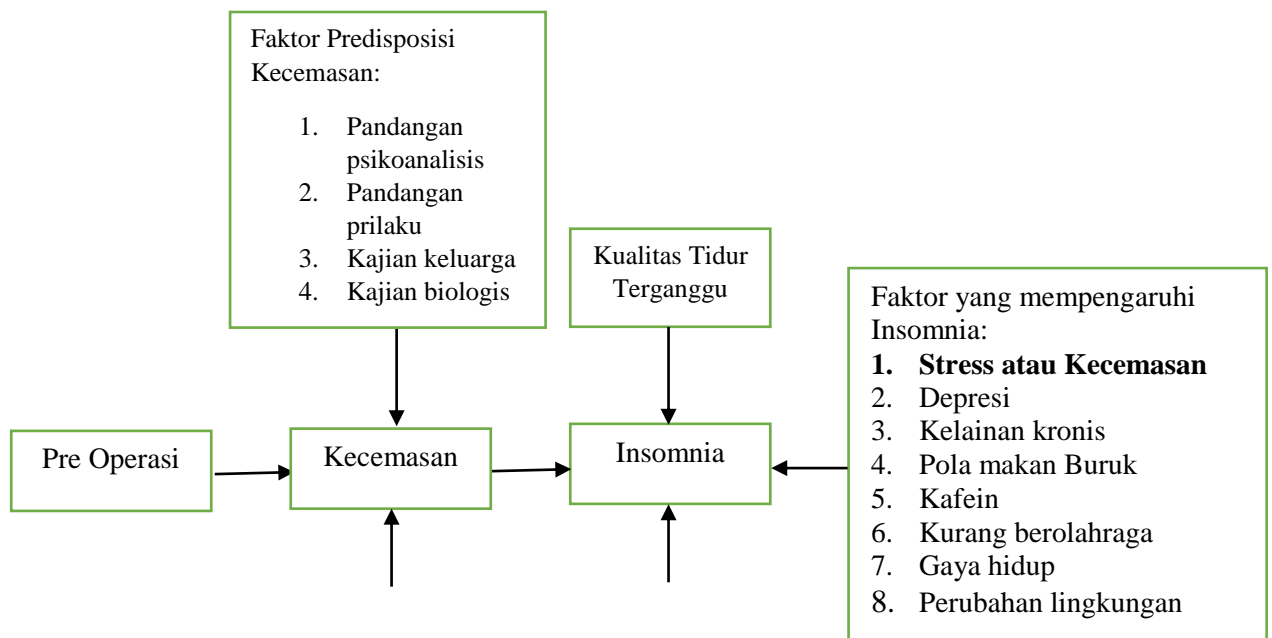 Faktor Predisposisi
Kecemasan:
1. Pandangan
psikoanalisis
2. Pandangan
prilaku
3. Kajian keluarga
4. Kajian biologis
Kualitas Tidur
Terganggu
Faktor yang mempengaruhi
Insomnia:
1. Stress atau Kecemasan
2. Depresi
3. Kelainan kronis
4. Pola makan Buruk
5. Kafein
6. Kurang berolahraga
7. Gaya hidup
8. Perubahan lingkungan
Pre Operasi
Kecemasan
Insomnia